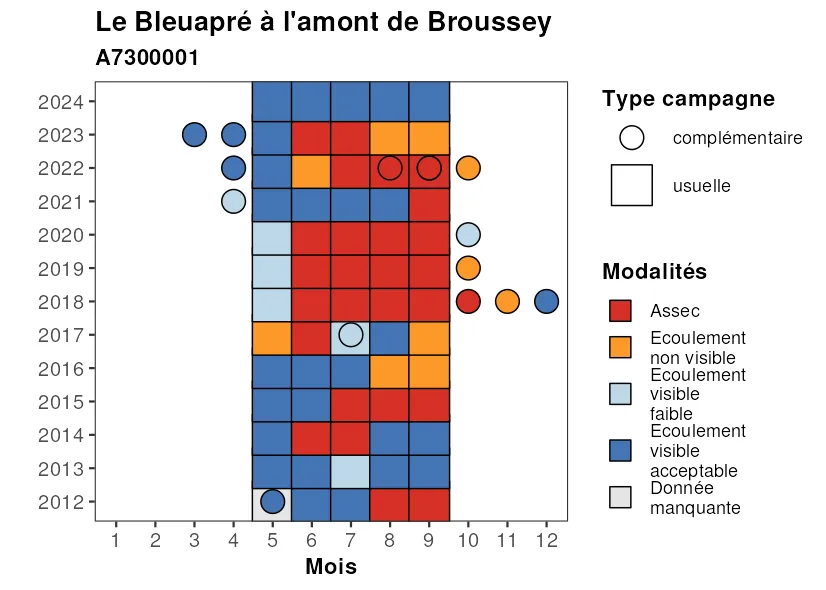 Le Bleuapré à l'amont de Broussey
A7300001
2024
2023
2022
2021
2020
2019
2018
2017
2016
2015
2014
2013
2012
1 2 3 4 5 6 7 8 9 10 11 12
Mois
Type campagne
complémentaire
usuelle
Modalités
Assec
Ecoulement
non visible
Ecoulement
visible
faible
Ecoulement
visible
acceptable
Donnée
manquante